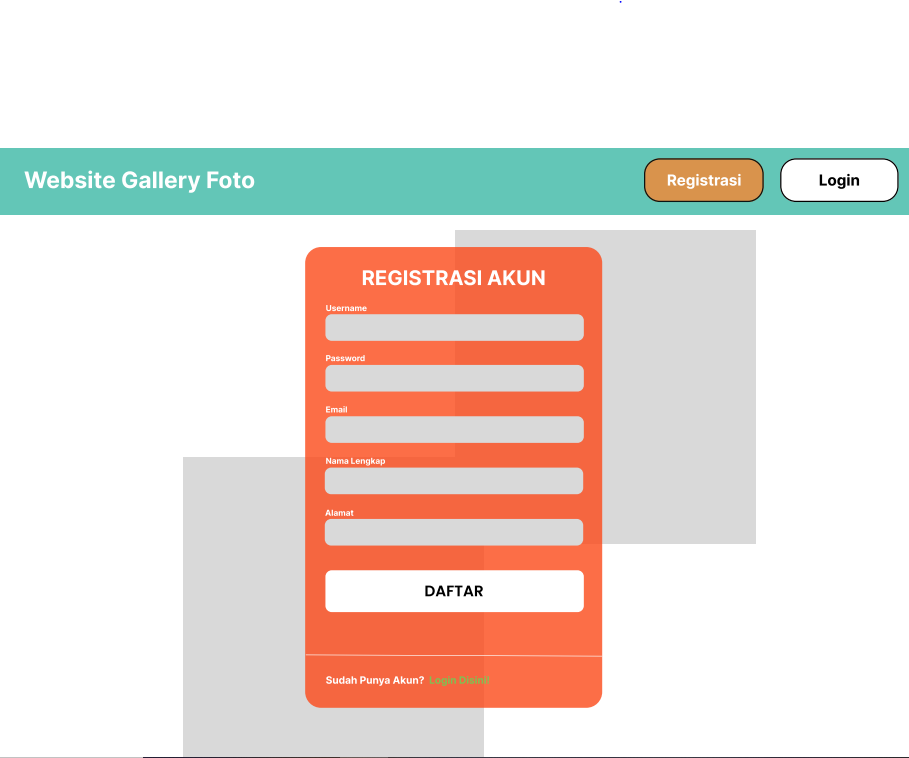 Website Gallery Foto
Registrasi
Login
REGISTRASI AKUN
Username
Password
Email
Nama Lengkap
Alamat
DAFTAR
Sudah Punya Akun? Login Disini!